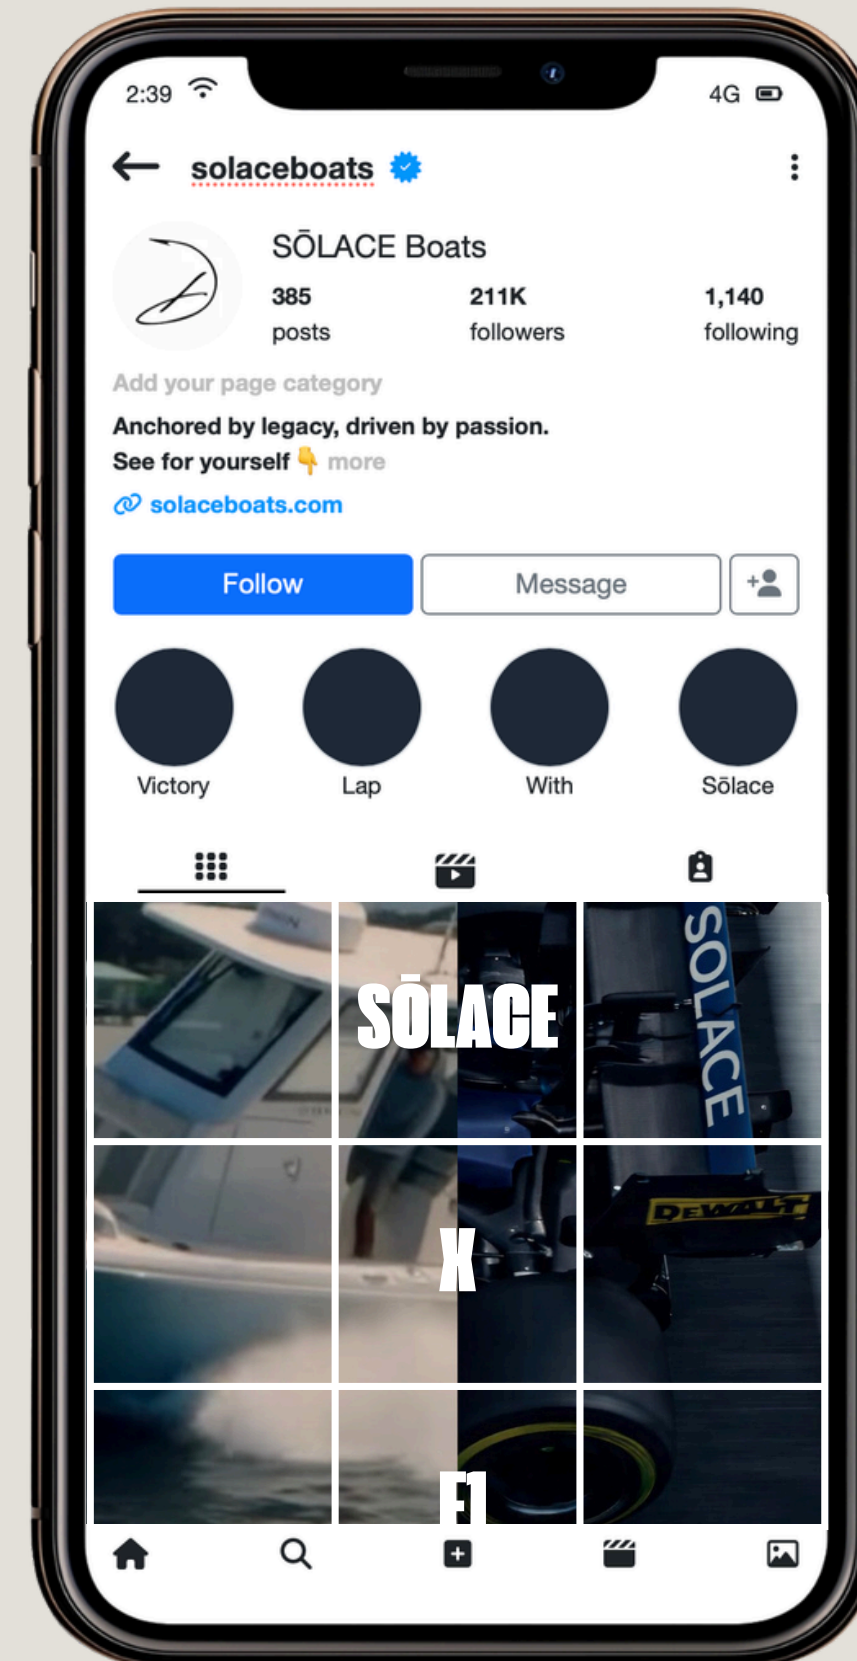 2:39 4G
solaceboats
SŌLACE Boats
385 211K 1,140
posts followers following
Add your page category
Anchored by legacy, driven by passion.
See for yourself 👇 more
solaceboats.com
Follow Message
Victory Lap With Sōlace
SŌLACE
SOLACE
X
DEWALT
F1